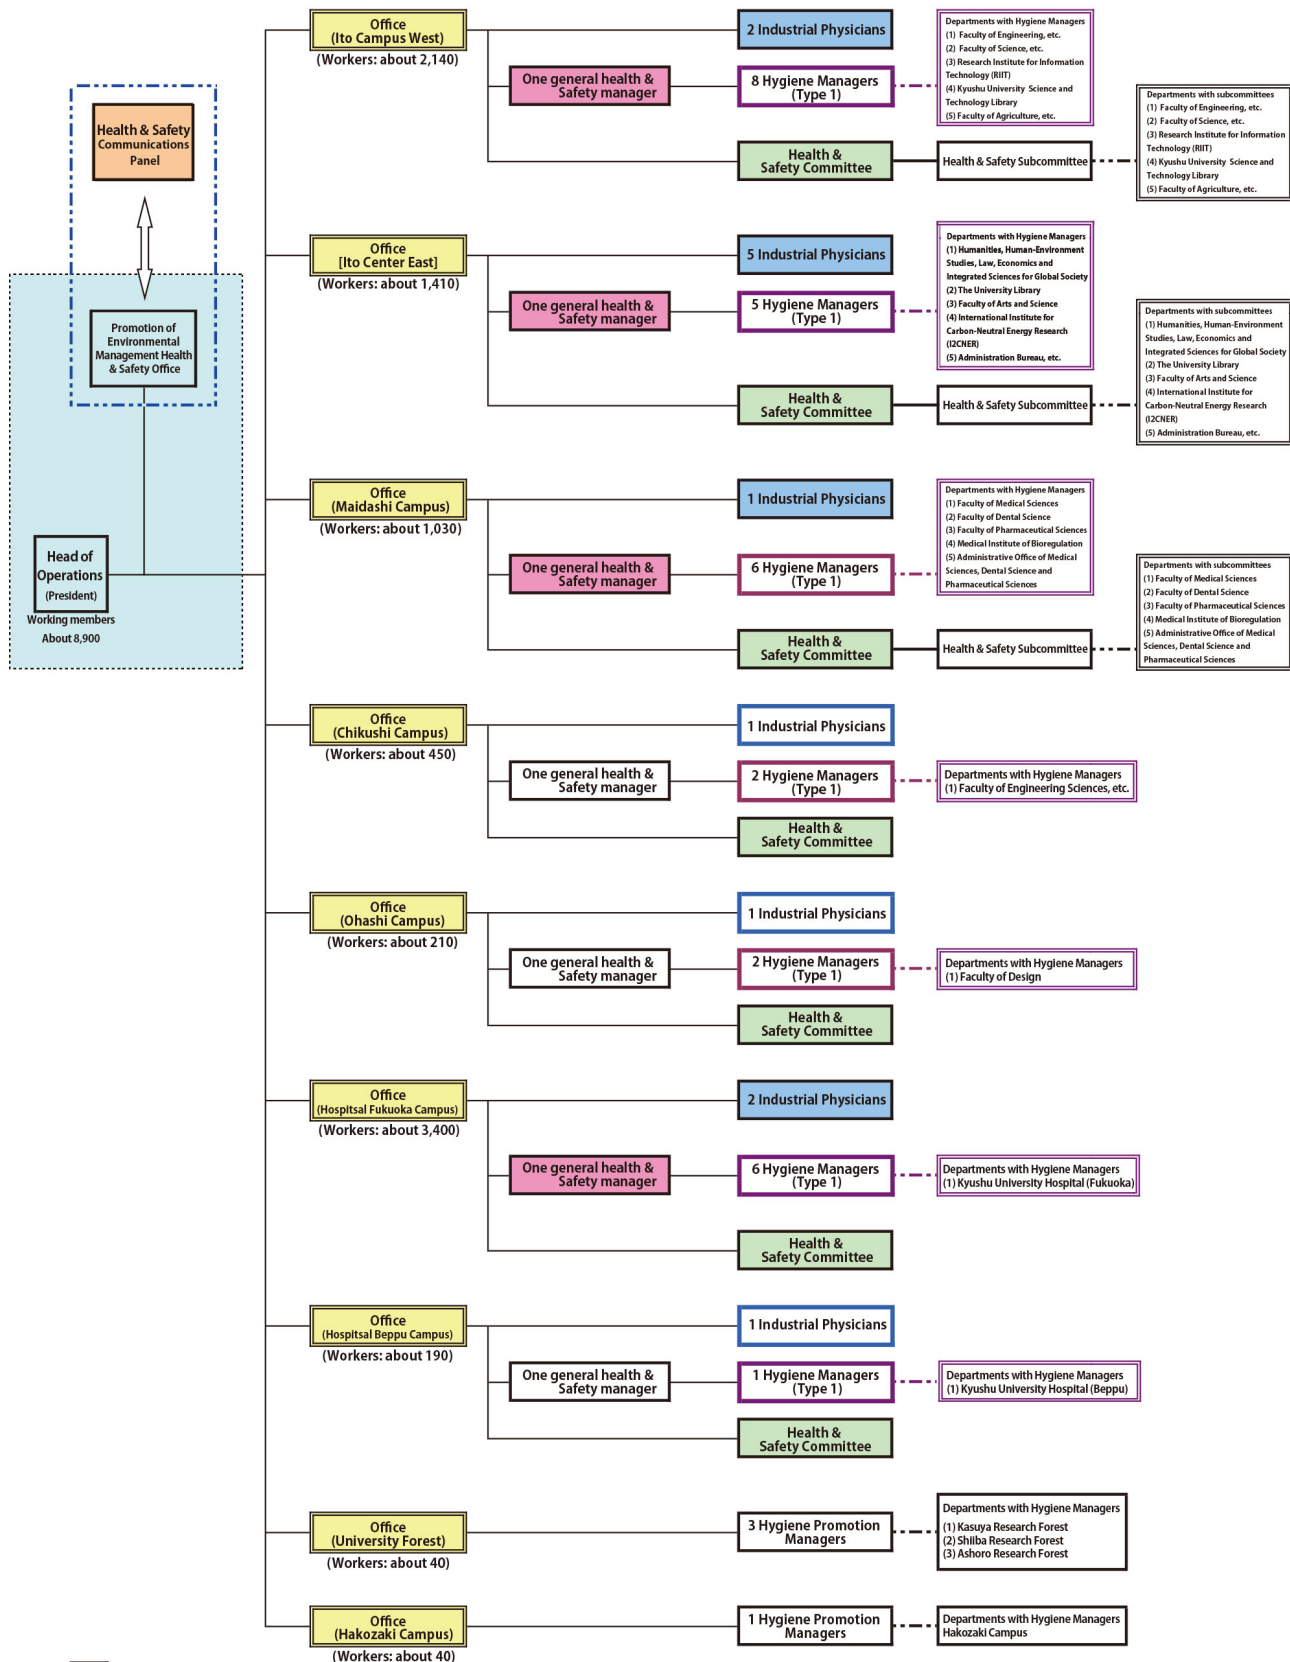 Health & Safety
Communications
Panel
Promotion of
Environmental
Management Health
& Safety Office
Head of
Operations
(President)
Working members
About 8,900
Office
(Ito Campus West)
(Workers: about 2,140)
2 Industrial Physicians
One general health &
Safety manager
8 Hygiene Managers
(Type 1)
Departments with Hygiene Managers
(1) Faculty of Engineering, etc.
(2) Faculty of Science, etc.
(3) Research Institute for Information
Technology (RIIT)
(4) Kyushu University Science and
Technology Library
(5) Faculty of Agriculture, etc.
Health &
Safety Committee
Health & Safety Subcommittee
Departments with subcommittees
(1) Faculty of Engineering, etc.
(2) Faculty of Science, etc.
(3) Research Institute for Information
Technology (RIIT)
(4) Kyushu University Science and
Technology Library
(5) Faculty of Agriculture, etc.
Office
[Ito Center East]
(Workers: about 1,410)
5 Industrial Physicians
One general health &
Safety manager
5 Hygiene Managers
(Type 1)
Departments with Hygiene Managers
(1) Humanities, Human-Environment
Studies, Law, Economics and
Integrated Sciences for Global Society
(2) The University Library
(3) Faculty of Arts and Science
(4) International Institute for
Carbon-Neutral Energy Research
(I2CNER)
(5) Administration Bureau, etc.
Health &
Safety Committee
Health & Safety Subcommittee
Departments with subcommittees
(1) Humanities, Human-Environment
Studies, Law, Economics and
Integrated Sciences for Global Society
(2) The University Library
(3) Faculty of Arts and Science
(4) International Institute for
Carbon-Neutral Energy Research
(I2CNER)
(5) Administration Bureau, etc.
Office
(Maidashi Campus)
(Workers: about 1,030)
1 Industrial Physicians
One general health &
Safety manager
6 Hygiene Managers
(Type 1)
Departments with Hygiene Managers
(1) Faculty of Medical Sciences
(2) Faculty of Dental Science
(3) Faculty of Pharmaceutical Sciences
(4) Medical Institute of Bioregulation
(5) Administrative Office of Medical
Sciences, Dental Science and
Pharmaceutical Sciences
Health &
Safety Committee
Health & Safety Subcommittee
Departments with subcommittees
(1) Faculty of Medical Sciences
(2) Faculty of Dental Science
(3) Faculty of Pharmaceutical Sciences
(4) Medical Institute of Bioregulation
(5) Administrative Office of Medical
Sciences, Dental Science and
Pharmaceutical Sciences
Office
(Chikushi Campus)
(Workers: about 450)
1 Industrial Physicians
One general health &
Safety manager
2 Hygiene Managers
(Type 1)
Departments with Hygiene Managers
(1) Faculty of Engineering Sciences, etc.
Health &
Safety Committee
Office
(Ohashi Campus)
(Workers: about 210)
1 Industrial Physicians
One general health &
Safety manager
2 Hygiene Managers
(Type 1)
Departments with Hygiene Managers
(1) Faculty of Design
Health &
Safety Committee
Office
(Hospitsal Fukuoka Campus)
(Workers: about 3,400)
2 Industrial Physicians
One general health &
Safety manager
6 Hygiene Managers
(Type 1)
Departments with Hygiene Managers
(1) Kyushu University Hospital (Fukuoka)
Health &
Safety Committee
Office
(Hospitsal Beppu Campus)
(Workers: about 190)
1 Industrial Physicians
One general health &
Safety manager
1 Hygiene Managers
(Type 1)
Departments with Hygiene Managers
(1) Kyushu University Hospital (Beppu)
Health &
Safety Committee
Office
(University Forest)
(Workers: about 40)
3 Hygiene Promotion
Managers
Departments with Hygiene Managers
(1) Kasuya Research Forest
(2) Shiiba Research Forest
(3) Ashoro Research Forest
Office
(Hakozaki Campus)
(Workers: about 40)
1 Hygiene Promotion
Managers
Departments with Hygiene Managers
Hakozaki Campus